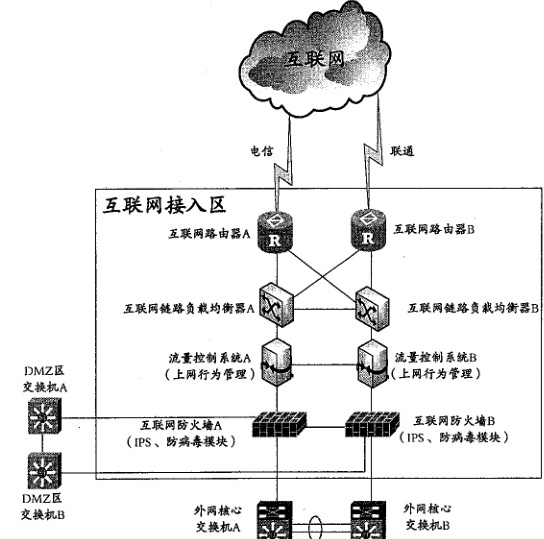 互联网
电信
联通
互联网接入区
互联网路由器A
互联网路由器B
R
R
互联网链路负载均衡器A
互联网链路负载均衡器B
流量控制系统A
(上网行为管理)
流量控制系统B
(上网行为管理)
DMZ区
交换机A
互联网防火墙A
(IPS、防病毒模块)
互联网防火墙B
(IPS、防病毒模块)
DMZ区
交换机B
外网核心
交换机A
外网核心
交换机B